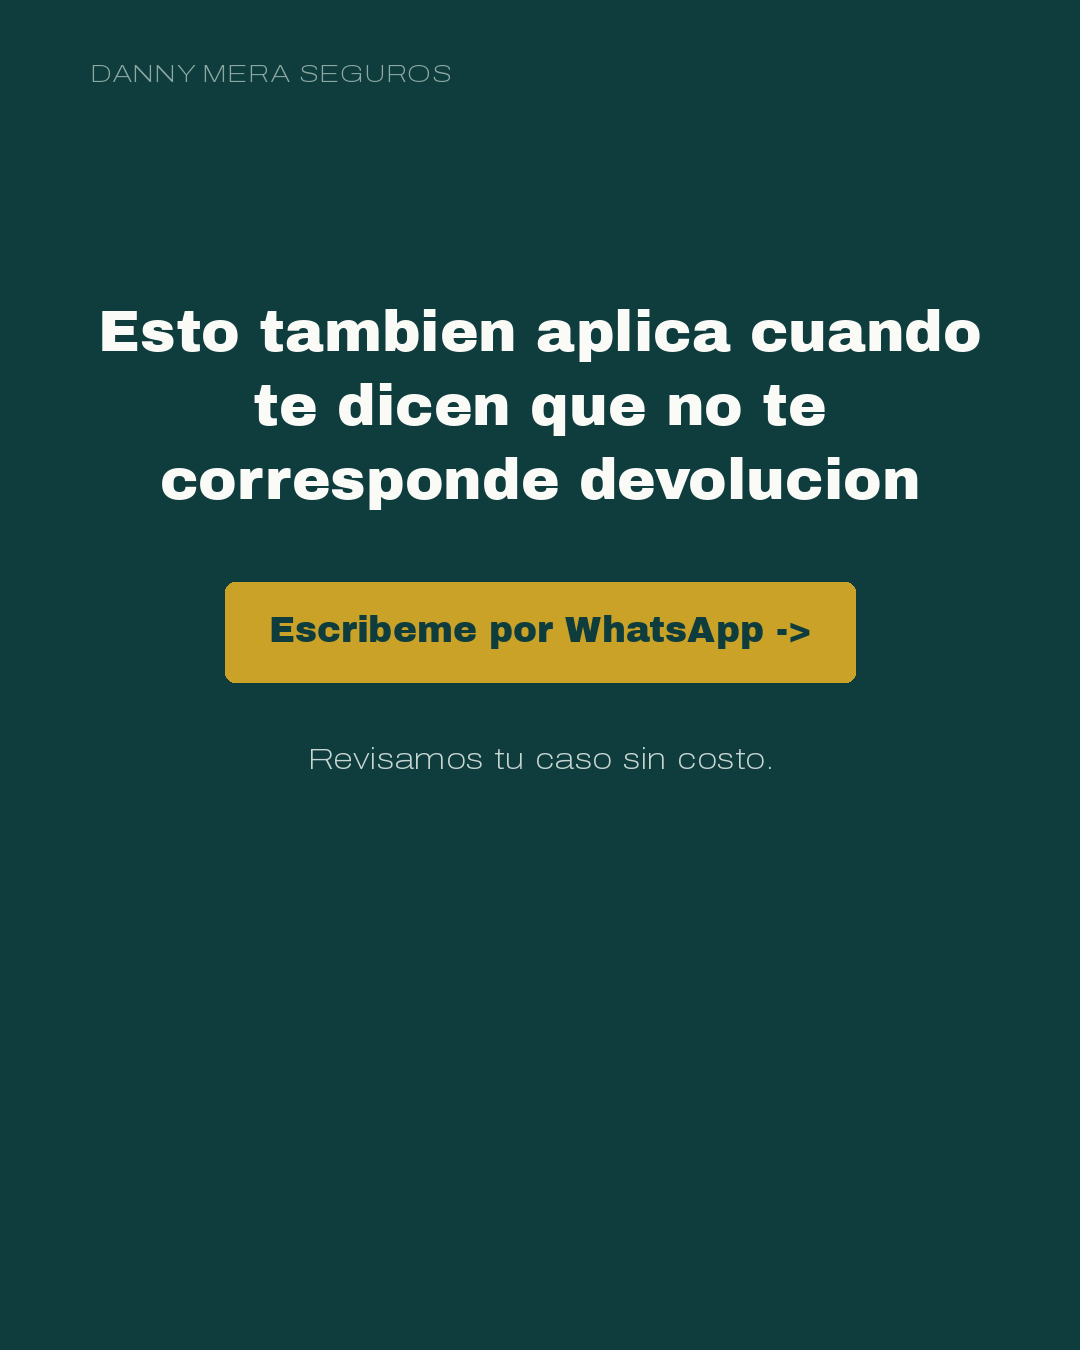 DANNY MERA SEGUROS
Esto tambien aplica cuando
te dicen que no te
corresponde devolucion
Escribeme por WhatsApp ->
Revisamos tu caso sin costo.